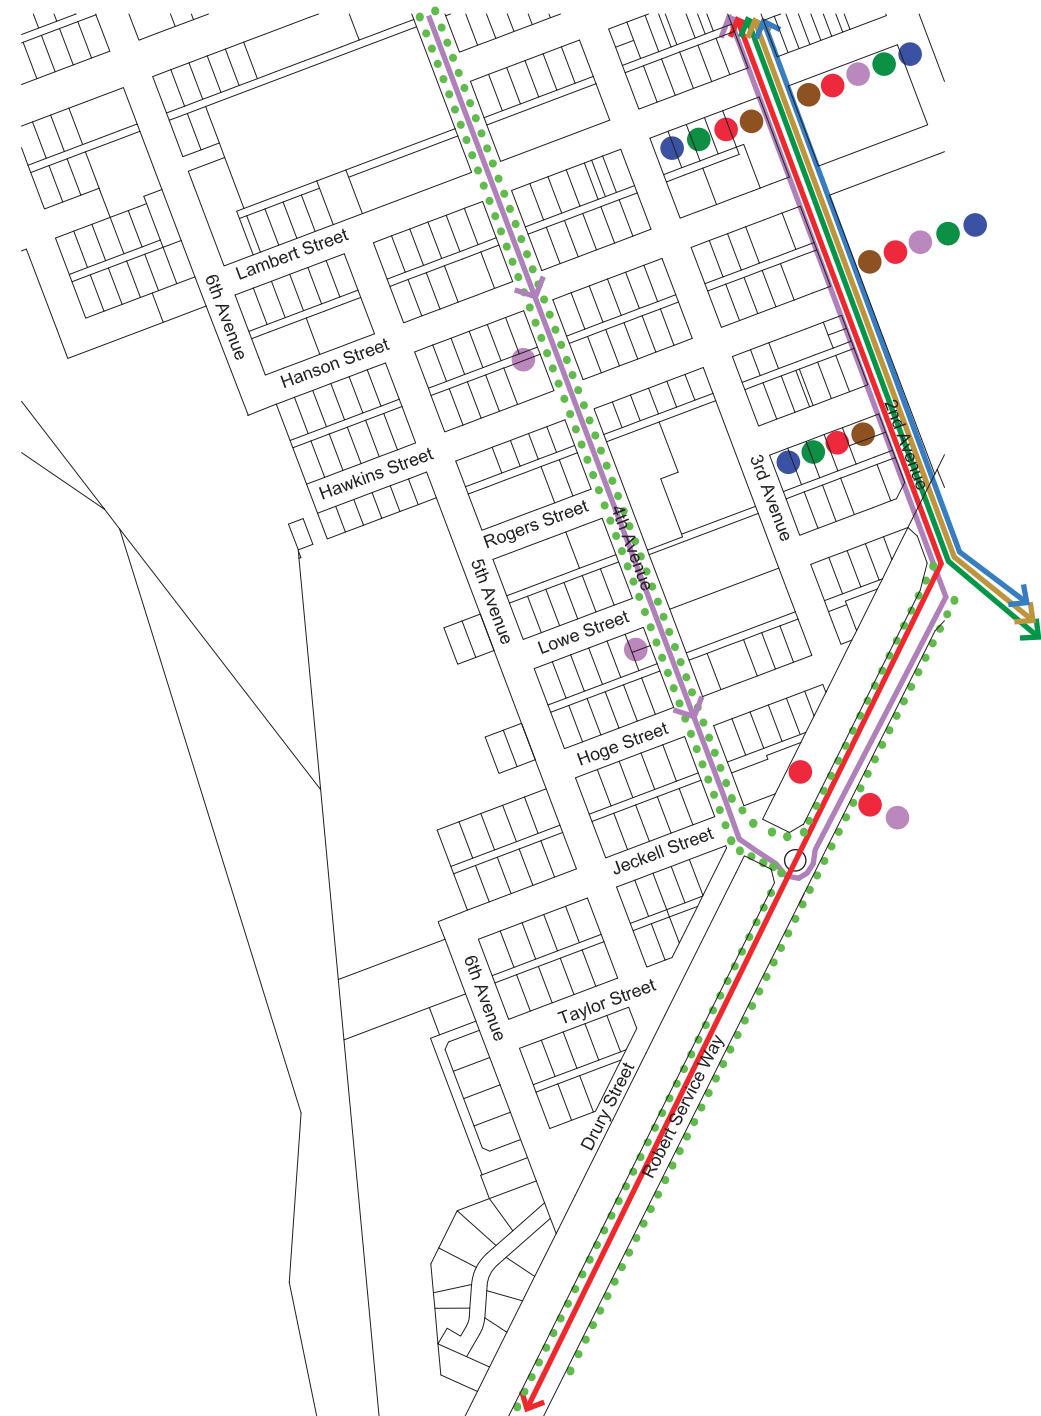 Lambert Street
6th Avenue
Hanson Street
2nd Avenue
Hawkins Street
3rd Avenue
Rogers Street
4th Avenue
5th Avenue
Lowe Street
Hoge Street
Jeckell Street
6th Avenue
Taylor Street
Drury Street
Robert Service Way